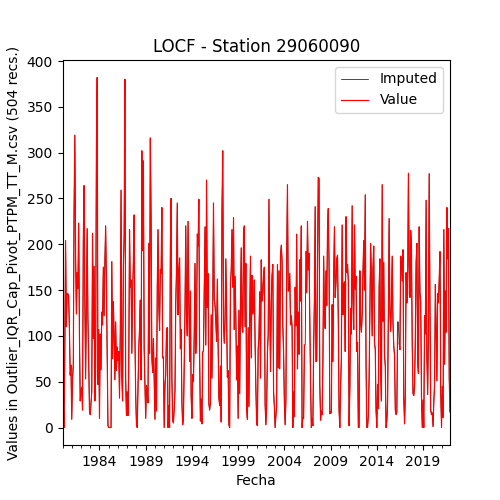 LOCF - Station 29060090
Values in Outlier_IQR_Cap_Pivot_PTPM_TT_M.csv (504 recs.)
400
350
300
250
200
150
100
50
0
Imputed
Value
1984 1989 1994 1999 2004 2009 2014 2019
Fecha